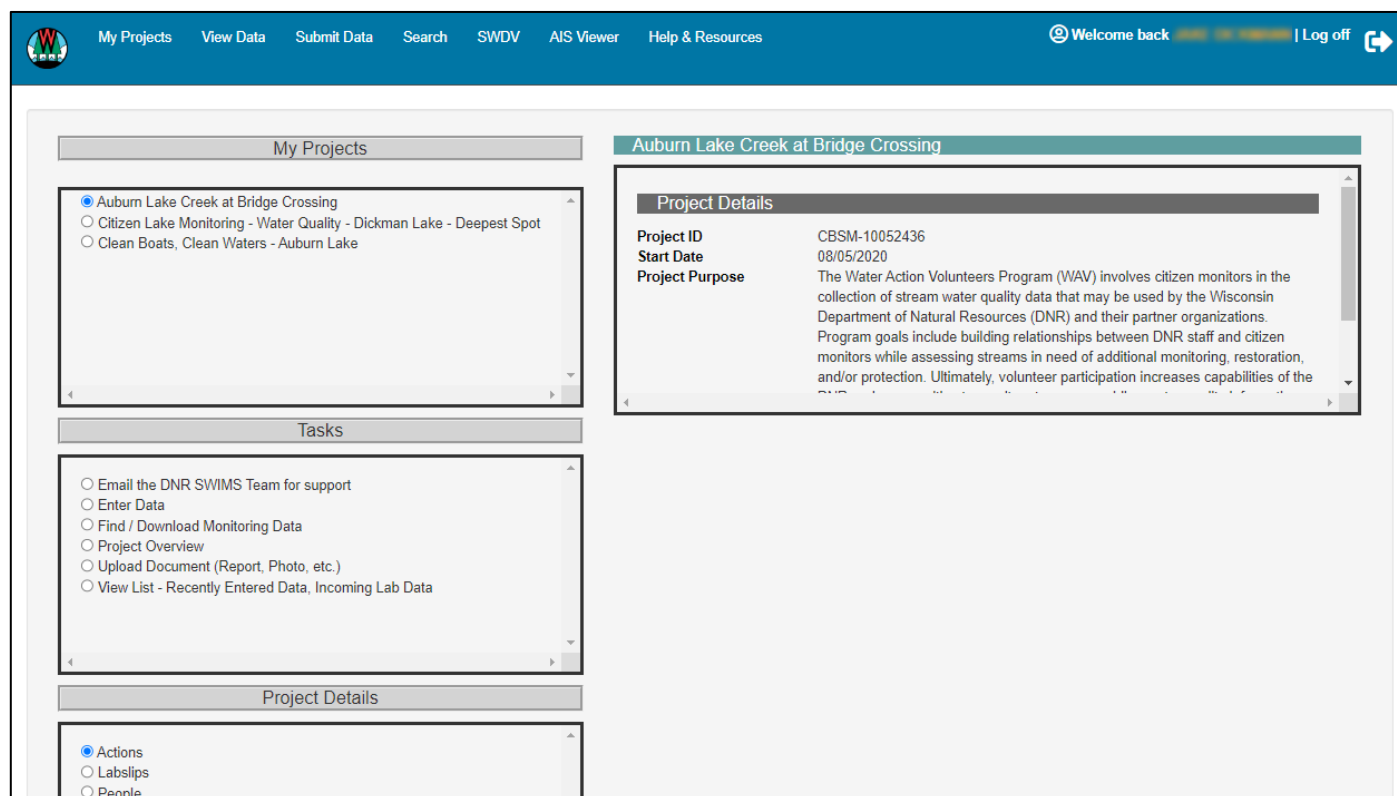 My Projects View Data Submit Data Search SWDV AIS Viewer Help & Resources
Welcome back | Log off
My Projects
Auburn Lake Creek at Bridge Crossing
Citizen Lake Monitoring - Water Quality - Dickman Lake - Deepest Spot
Clean Boats, Clean Waters - Auburn Lake
Tasks
Email the DNR SWIMS Team for support
Enter Data
Find / Download Monitoring Data
Project Overview
Upload Document (Report, Photo, etc.)
View List - Recently Entered Data, Incoming Lab Data
Project Details
Actions
Labslips
People
Auburn Lake Creek at Bridge Crossing
Project Details
Project ID CBSM-10052436
Start Date 08/05/2020
Project Purpose The Water Action Volunteers Program (WAV) involves citizen monitors in the
collection of stream water quality data that may be used by the Wisconsin
Department of Natural Resources (DNR) and their partner organizations.
Program goals include building relationships between DNR staff and citizen
monitors while assessing streams in need of additional monitoring, restoration,
and/or protection. Ultimately, volunteer participation increases capabilities of the